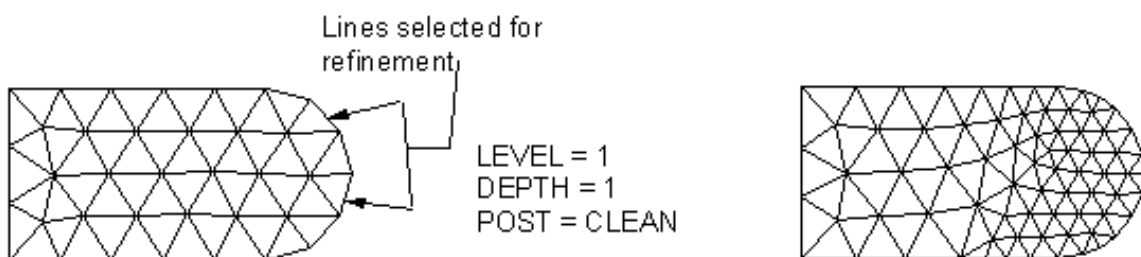 Lines selected for
refinement
LEVEL = 1
DEPTH = 1
POST = CLEAN